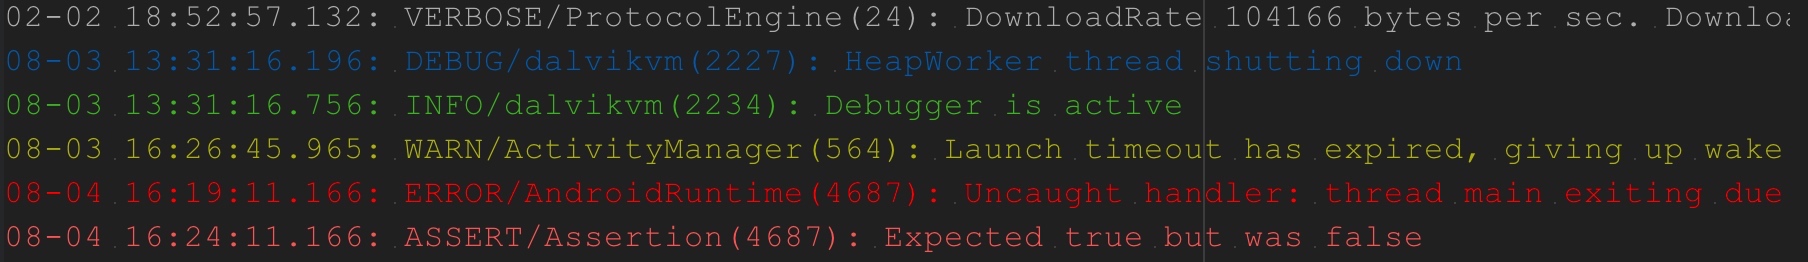 02-02 18:52:57.132: VERBOSE/ProtocolEngine(24): DownloadRate 104166 bytes per sec.
08-03 13:31:16.196: DEBUG/dalvikvm(2227): HeapWorker thread shutting down
08-03 13:31:16.756: INFO/dalvikvm(2234): Debugger is active
08-03 16:26:45.965: WARN/ActivityManager(564): Launch timeout has expired, giving up wake
08-04 16:19:11.166: ERROR/AndroidRuntime(4687): Uncaught handler: thread main exiting due
08-04 16:24:11.166: ASSERT/Assertion(4687): Expected true but was false